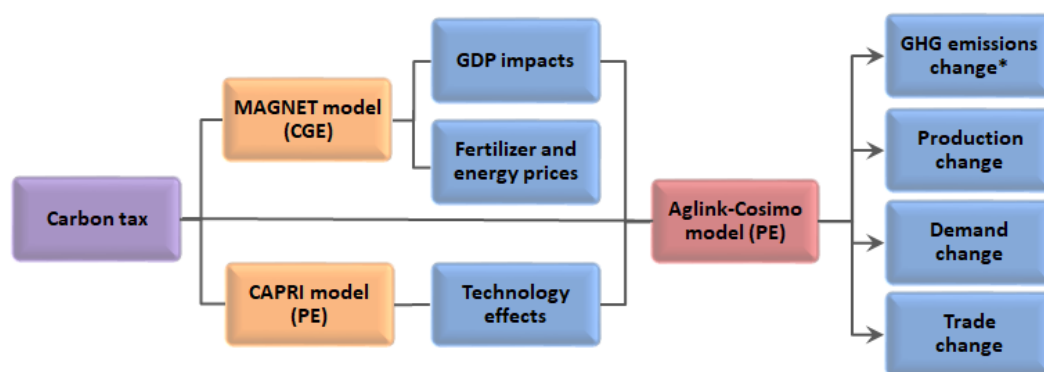 Carbon tax
MAGNET model
(CGE)
CAPRI model
(PE)
GDP impacts
Fertilizer and
energy prices
Technology
effects
Aglink-Cosimo
model (PE)
GHG emissions
change*
Production
change
Demand
change
Trade
change